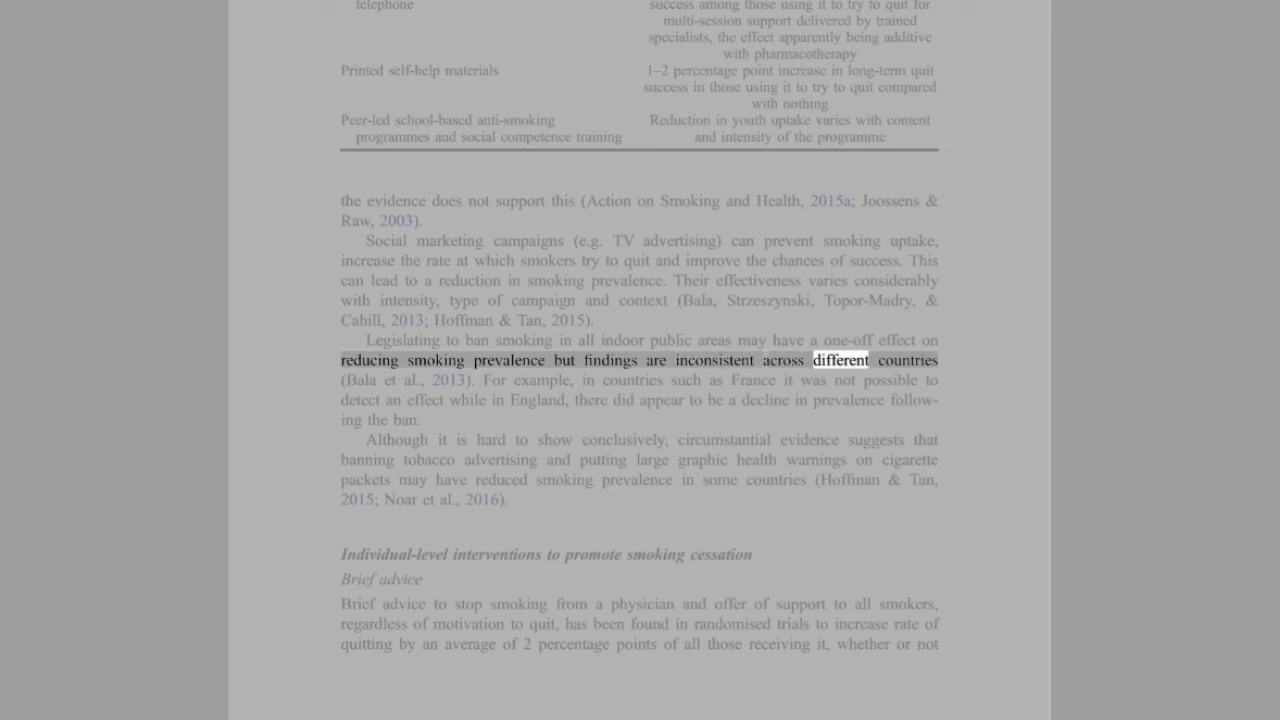 telephone
success among those using it to try to quit for
multi-session support delivered by trained
specialists, the effect apparently being additive
with pharmacotherapy
Printed self-help materials
1–2 percentage point increase in long-term quit
success in those using it to try to quit compared
with nothing
Peer-led school-based anti-smoking
programmes and social competence training
Reduction in youth uptake varies with content
and intensity of the programme
the evidence does not support this (Action on Smoking and Health, 2015a; Joossens &
Raw, 2003).
Social marketing campaigns (e.g. TV advertising) can prevent smoking uptake,
increase the rate at which smokers try to quit and improve the chances of success. This
can lead to a reduction in smoking prevalence. Their effectiveness varies considerably
with intensity, type of campaign and context (Bala, Strzeszynski, Topor-Madry, &
Cahill, 2013; Hoffman & Tan, 2015).
Legislating to ban smoking in all indoor public areas may have a one-off effect on
reducing smoking prevalence but findings are inconsistent across different countries
(Bala et al., 2013). For example, in countries such as France it was not possible to
detect an effect while in England, there did appear to be a decline in prevalence follow-
ing the ban.
Although it is hard to show conclusively, circumstantial evidence suggests that
banning tobacco advertising and putting large graphic health warnings on cigarette
packets may have reduced smoking prevalence in some countries (Hoffman & Tan,
2015; Noar et al., 2016).
Individual-level interventions to promote smoking cessation
Brief advice
Brief advice to stop smoking from a physician and offer of support to all smokers,
regardless of motivation to quit, has been found in randomised trials to increase rate of
quitting by an average of 2 percentage points of all those receiving it, whether or not